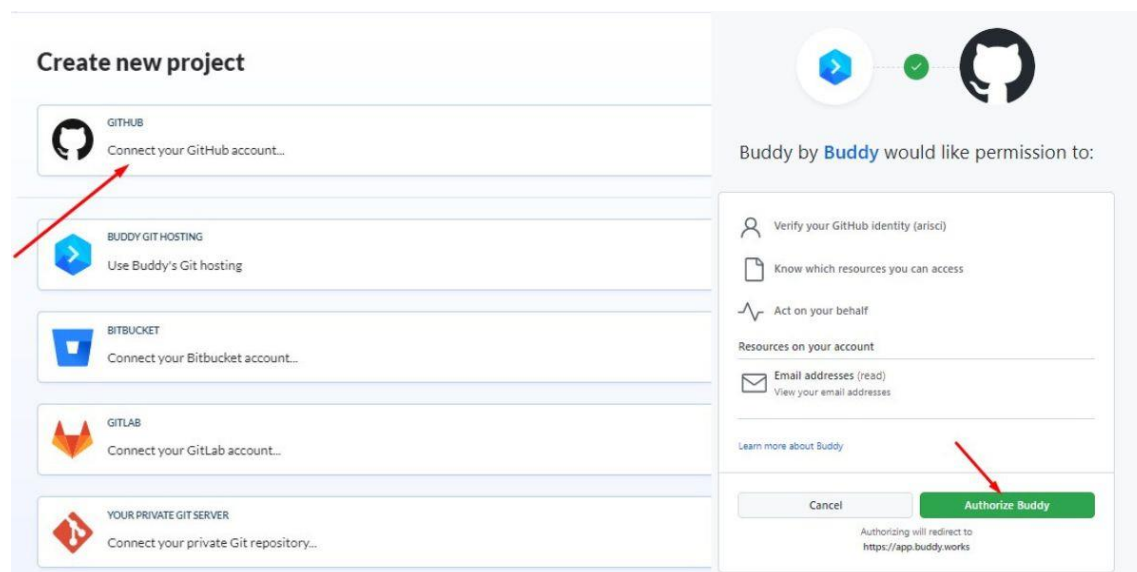 Create new project
GITHUB
Connect your GitHub account...
BUDDY GIT HOSTING
Use Buddy's Git hosting
BITBUCKET
Connect your Bitbucket account...
GITLAB
Connect your GitLab account...
YOUR PRIVATE GIT SERVER
Connect your private Git repository...
Buddy by Buddy would like permission to:
Verify your GitHub identity (arisci)
Know which resources you can access
Act on your behalf
Resources on your account
Email addresses (read)
View your email addresses
Learn more about Buddy
Cancel
Authorize Buddy
Authorizing will redirect to
https://app.buddy.works